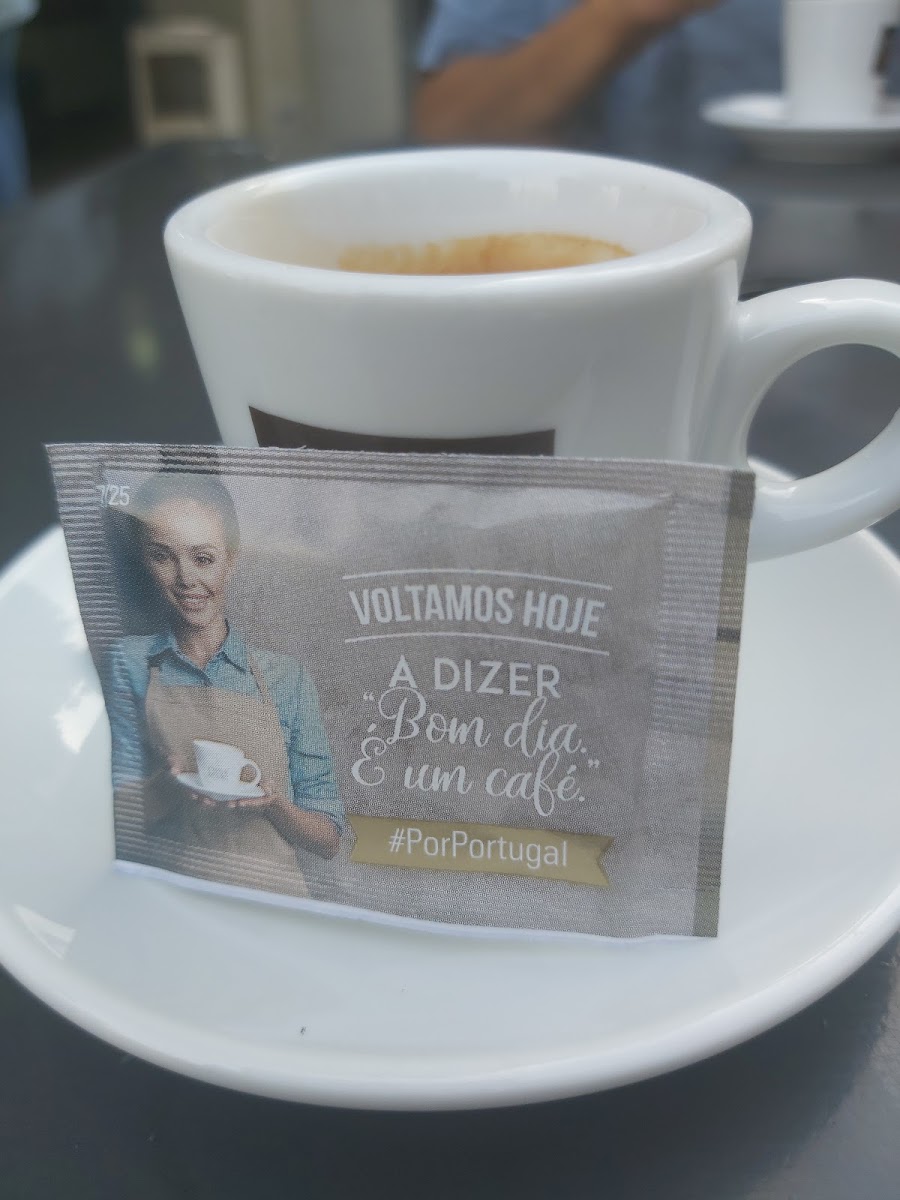 7/25
VOLTAMOS HOJE
A DIZER
“Bom dia.
É um café.”
#PorPortugal